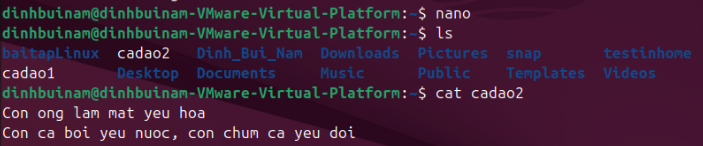 dinhbuinam@dinhbuinam-VMware-Virtual-Platform:~$ nano
dinhbuinam@dinhbuinam-VMware-Virtual-Platform:~$ ls
baitapLinux cadao2 Dinh_Bui_Nam Downloads Pictures snap testinhome
cadao1 Desktop Documents Music Public Templates Videos
dinhbuinam@dinhbuinam-VMware-Virtual-Platform:~$ cat cadao2
Con ong lam mat yeu hoa
Con ca boi yeu nuoc, con chum ca yeu doi